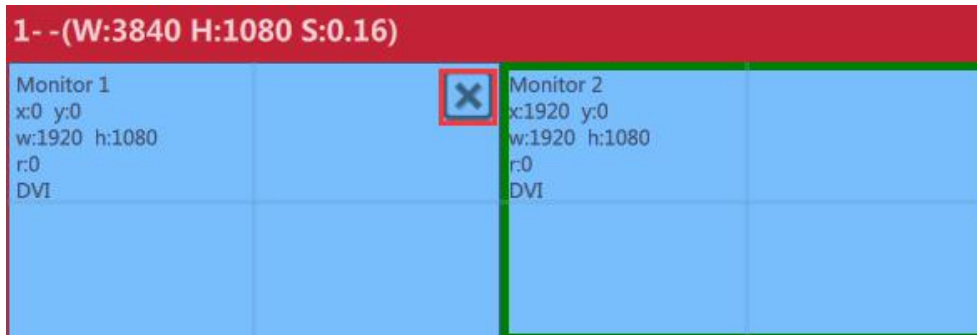 1--(W:3840 H:1080 S:0.16)
Monitor 1
x:0 y:0
w:1920 h:1080
r:0
DVI
Monitor 2
x:1920 y:0
w:1920 h:1080
r:0
DVI